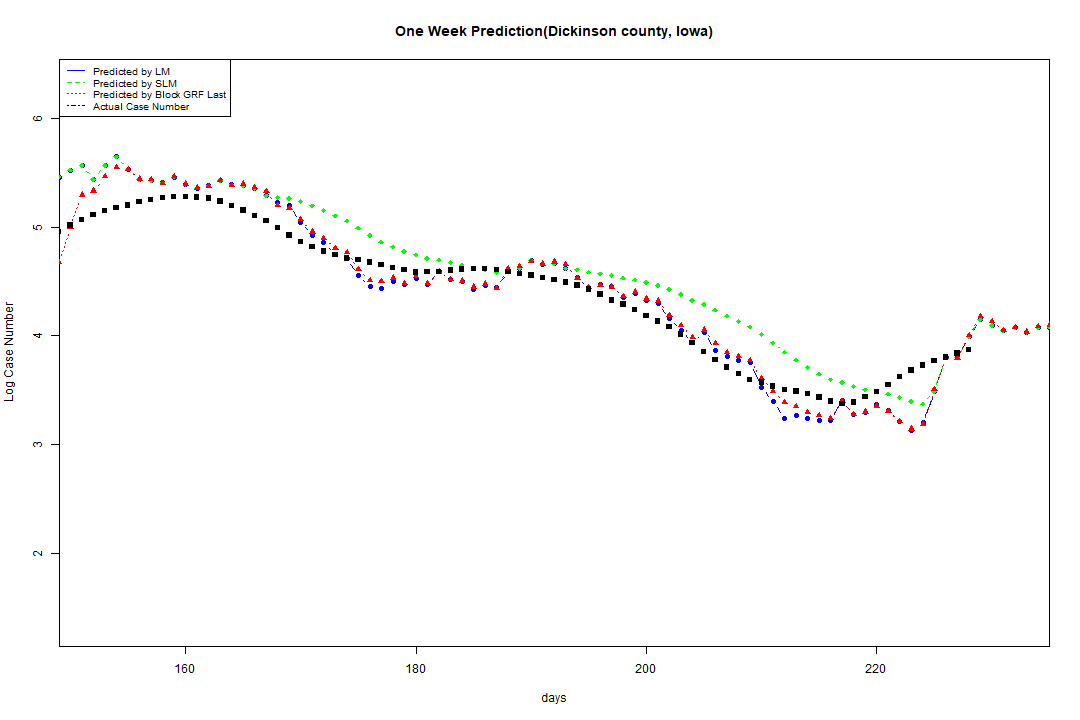 One Week Prediction(Dickinson county, Iowa)
Predicted by LM
Predicted by SLM
Predicted by Block GRF Last
Actual Case Number
6
5
4
3
2
Log Case Number
160 180 200 220
days